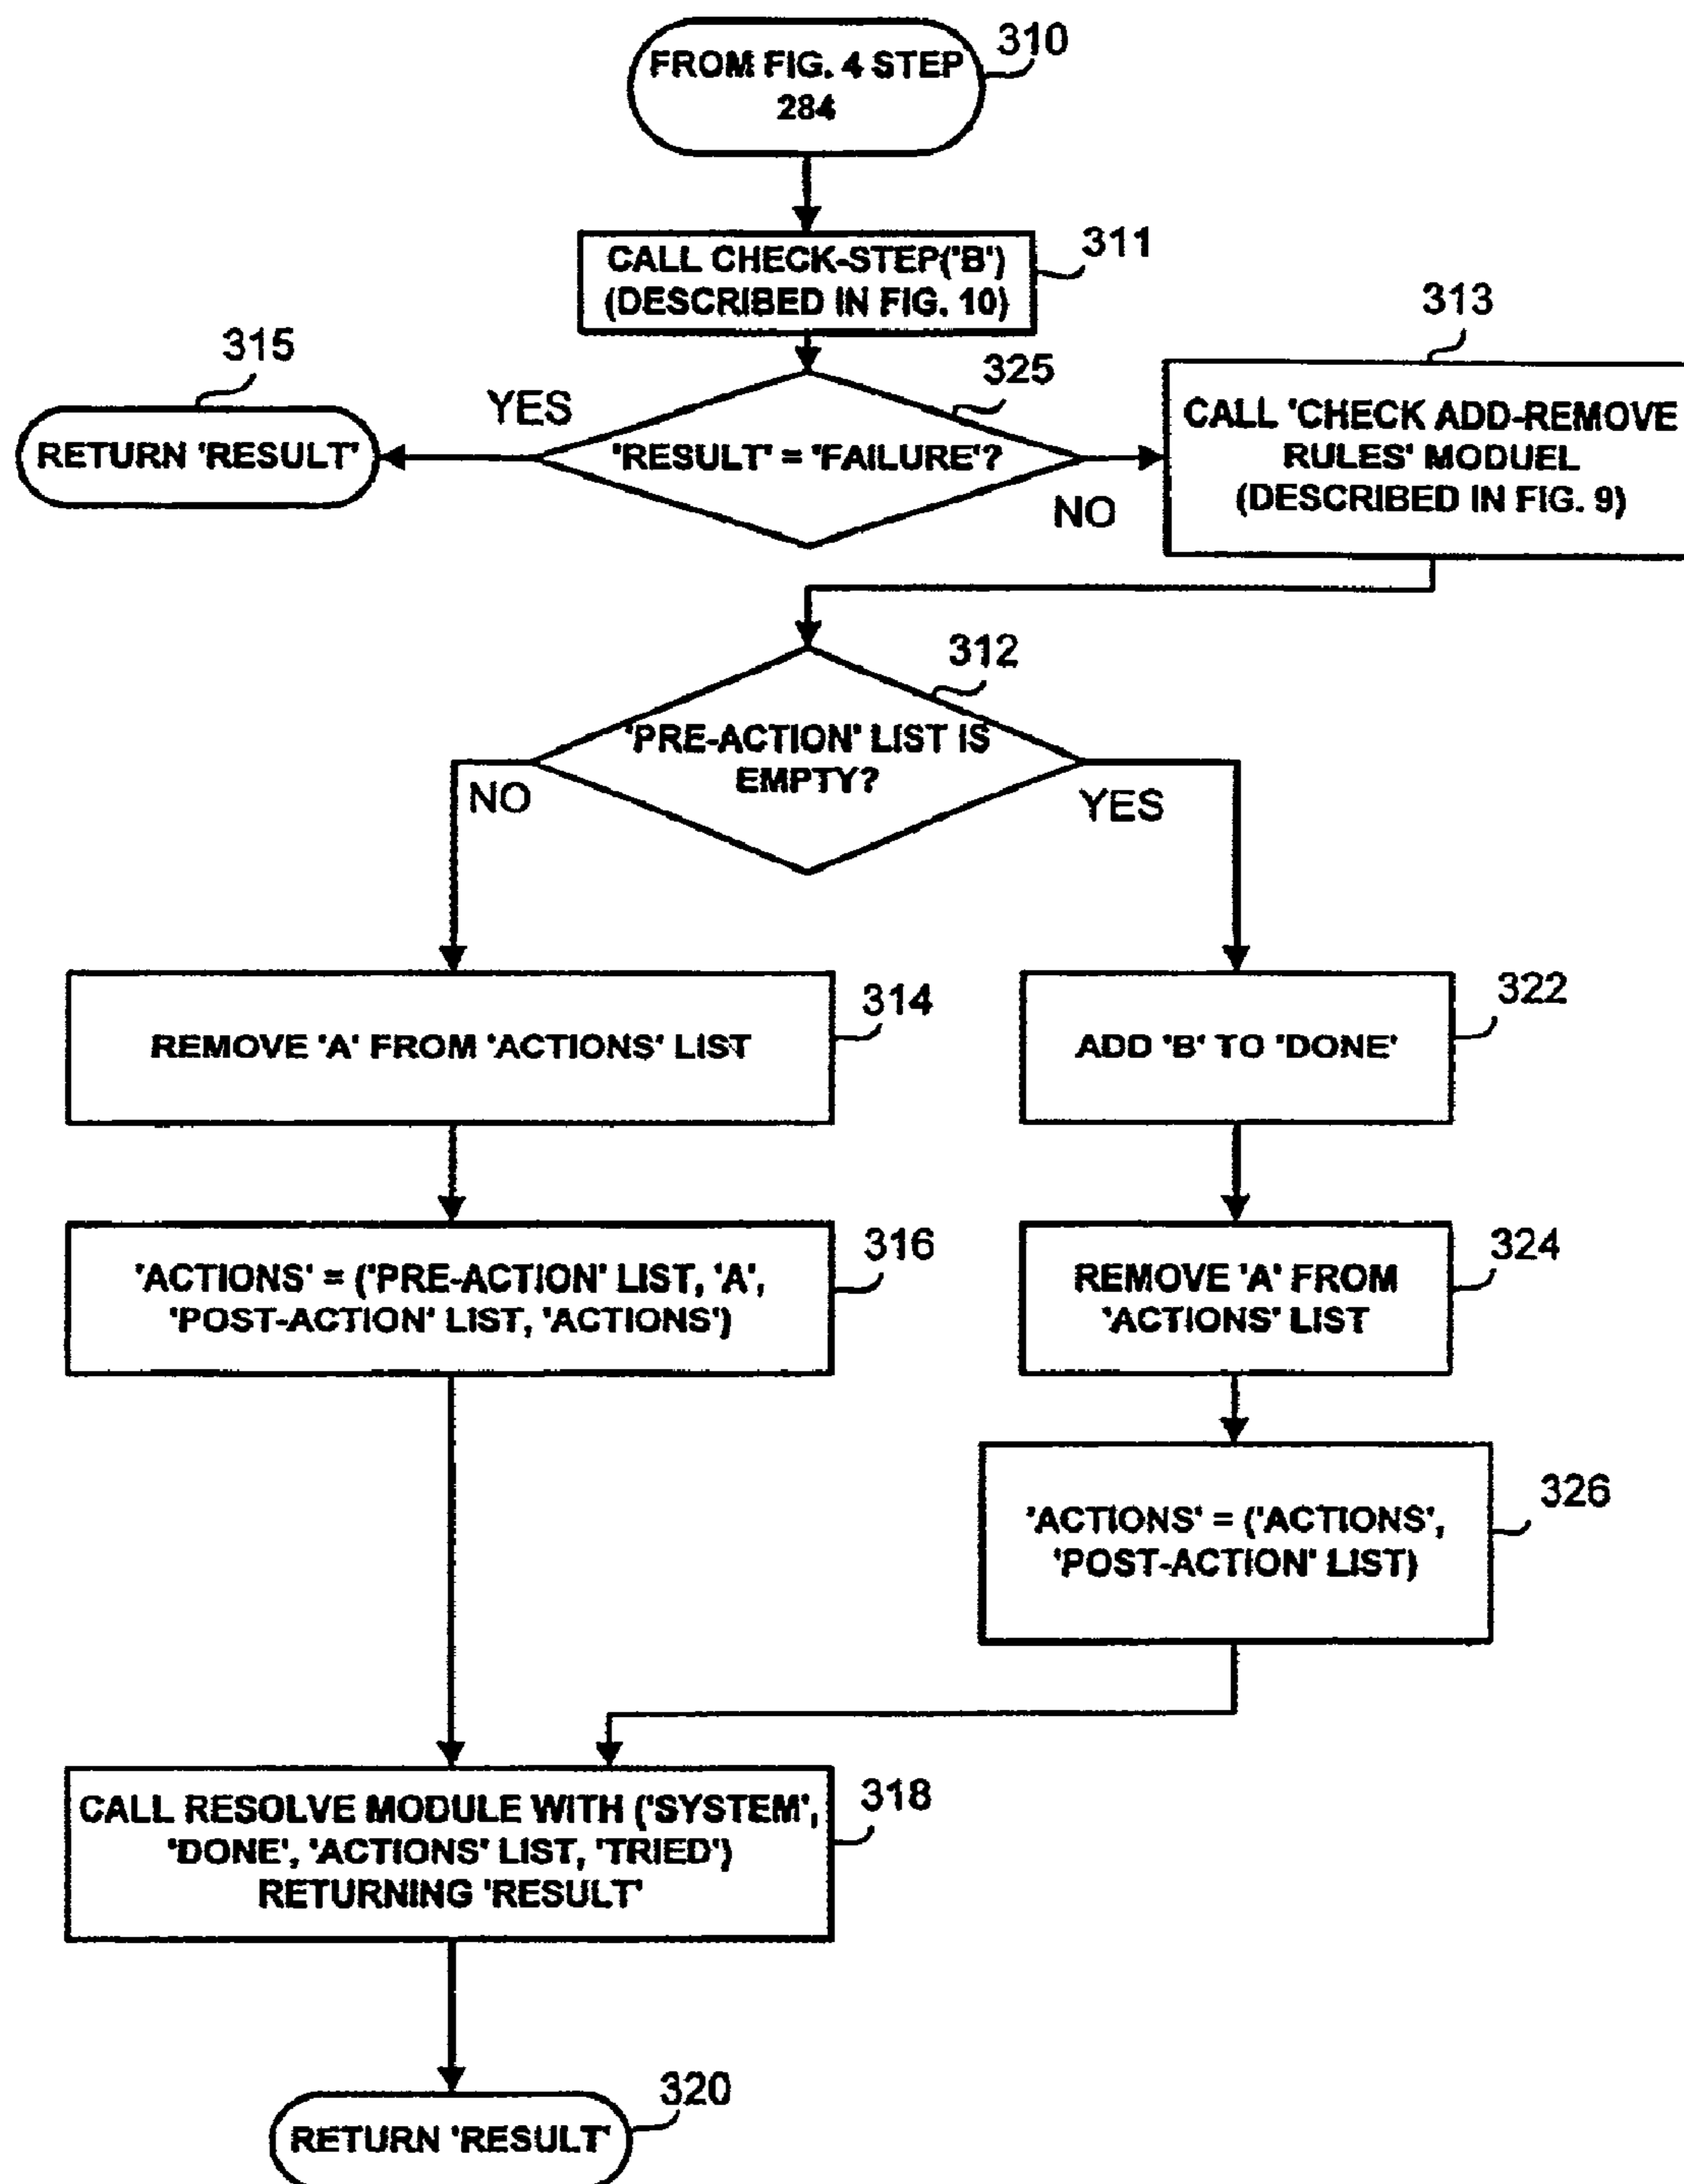 FROM FIG. 4 STEP
284
310
CALL CHECK-STEP('B')
(DESCRIBED IN FIG. 10)
311
315
RETURN 'RESULT'
YES
325
'RESULT' = 'FAILURE'?
NO
313
CALL 'CHECK ADD-REMOVE
RULES' MODUEL
(DESCRIBED IN FIG. 9)
312
'PRE-ACTION' LIST IS
EMPTY?
NO
YES
314
REMOVE 'A' FROM 'ACTIONS' LIST
322
ADD 'B' TO 'DONE'
316
'ACTIONS' = ('PRE-ACTION' LIST, 'A',
'POST-ACTION' LIST, 'ACTIONS')
324
REMOVE 'A' FROM
'ACTIONS' LIST
326
'ACTIONS' = ('ACTIONS',
'POST-ACTION' LIST)
318
CALL RESOLVE MODULE WITH ('SYSTEM',
'DONE', 'ACTIONS' LIST, 'TRIED')
RETURNING 'RESULT'
320
RETURN 'RESULT'